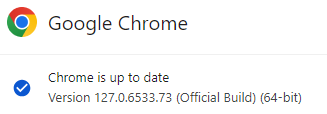 Google Chrome
Chrome is up to date
Version 127.0.6533.73 (Official Build) (64-bit)